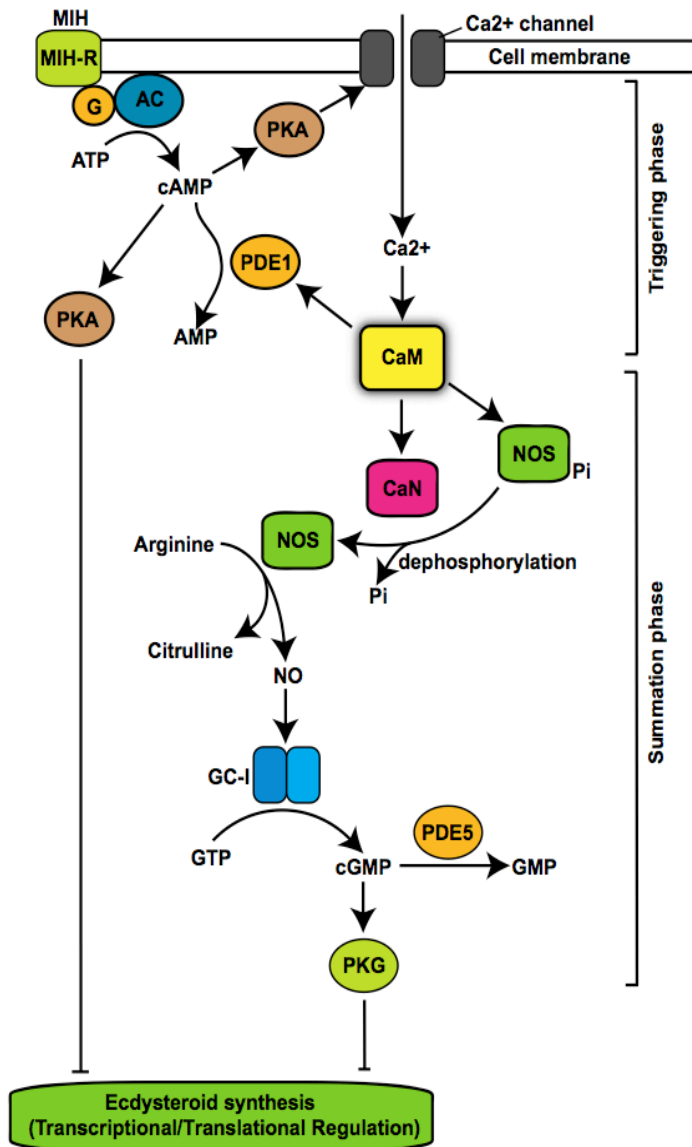 MIH
Ca2+ channel
MIH-R
Cell membrane
G
AC
PKA
ATP
cAMP
Triggering phase
Ca2+
PDE1
PKA
AMP
CaM
NOS
Pi
CaN
Arginine
NOS
dephosphorylation
Pi
Citrulline
NO
Summation phase
GC-I
PDE5
GTP
cGMP
GMP
PKG
Ecdysteroid synthesis
(Transcriptional/Translational Regulation)